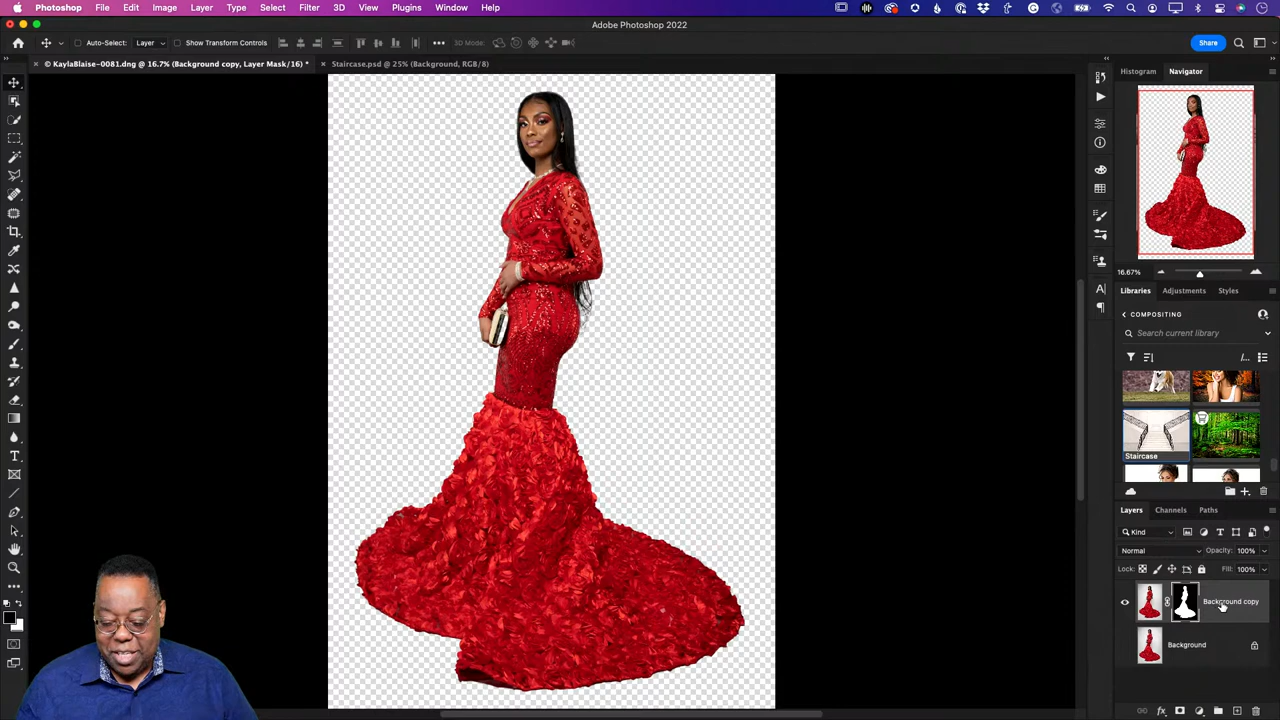 Photoshop File Edit Image Layer Type Select Filter 3D View Plugins Window Help
Adobe Photoshop 2022
Auto-Select: Layer Show Transform Controls 3D Mode: Share
© KaylaBlaise-0081.dng @ 16.7% (Background copy, Layer Mask/16) * Staircase.psd @ 25% (Background, RGB/8)
Histogram Navigator
16.67%
Libraries Adjustments Styles
COMPOSITING
Search current library
Staircase
Layers Channels Paths
Kind
Normal Opacity: 100%
Lock: Fill: 100%
Background copy
Background